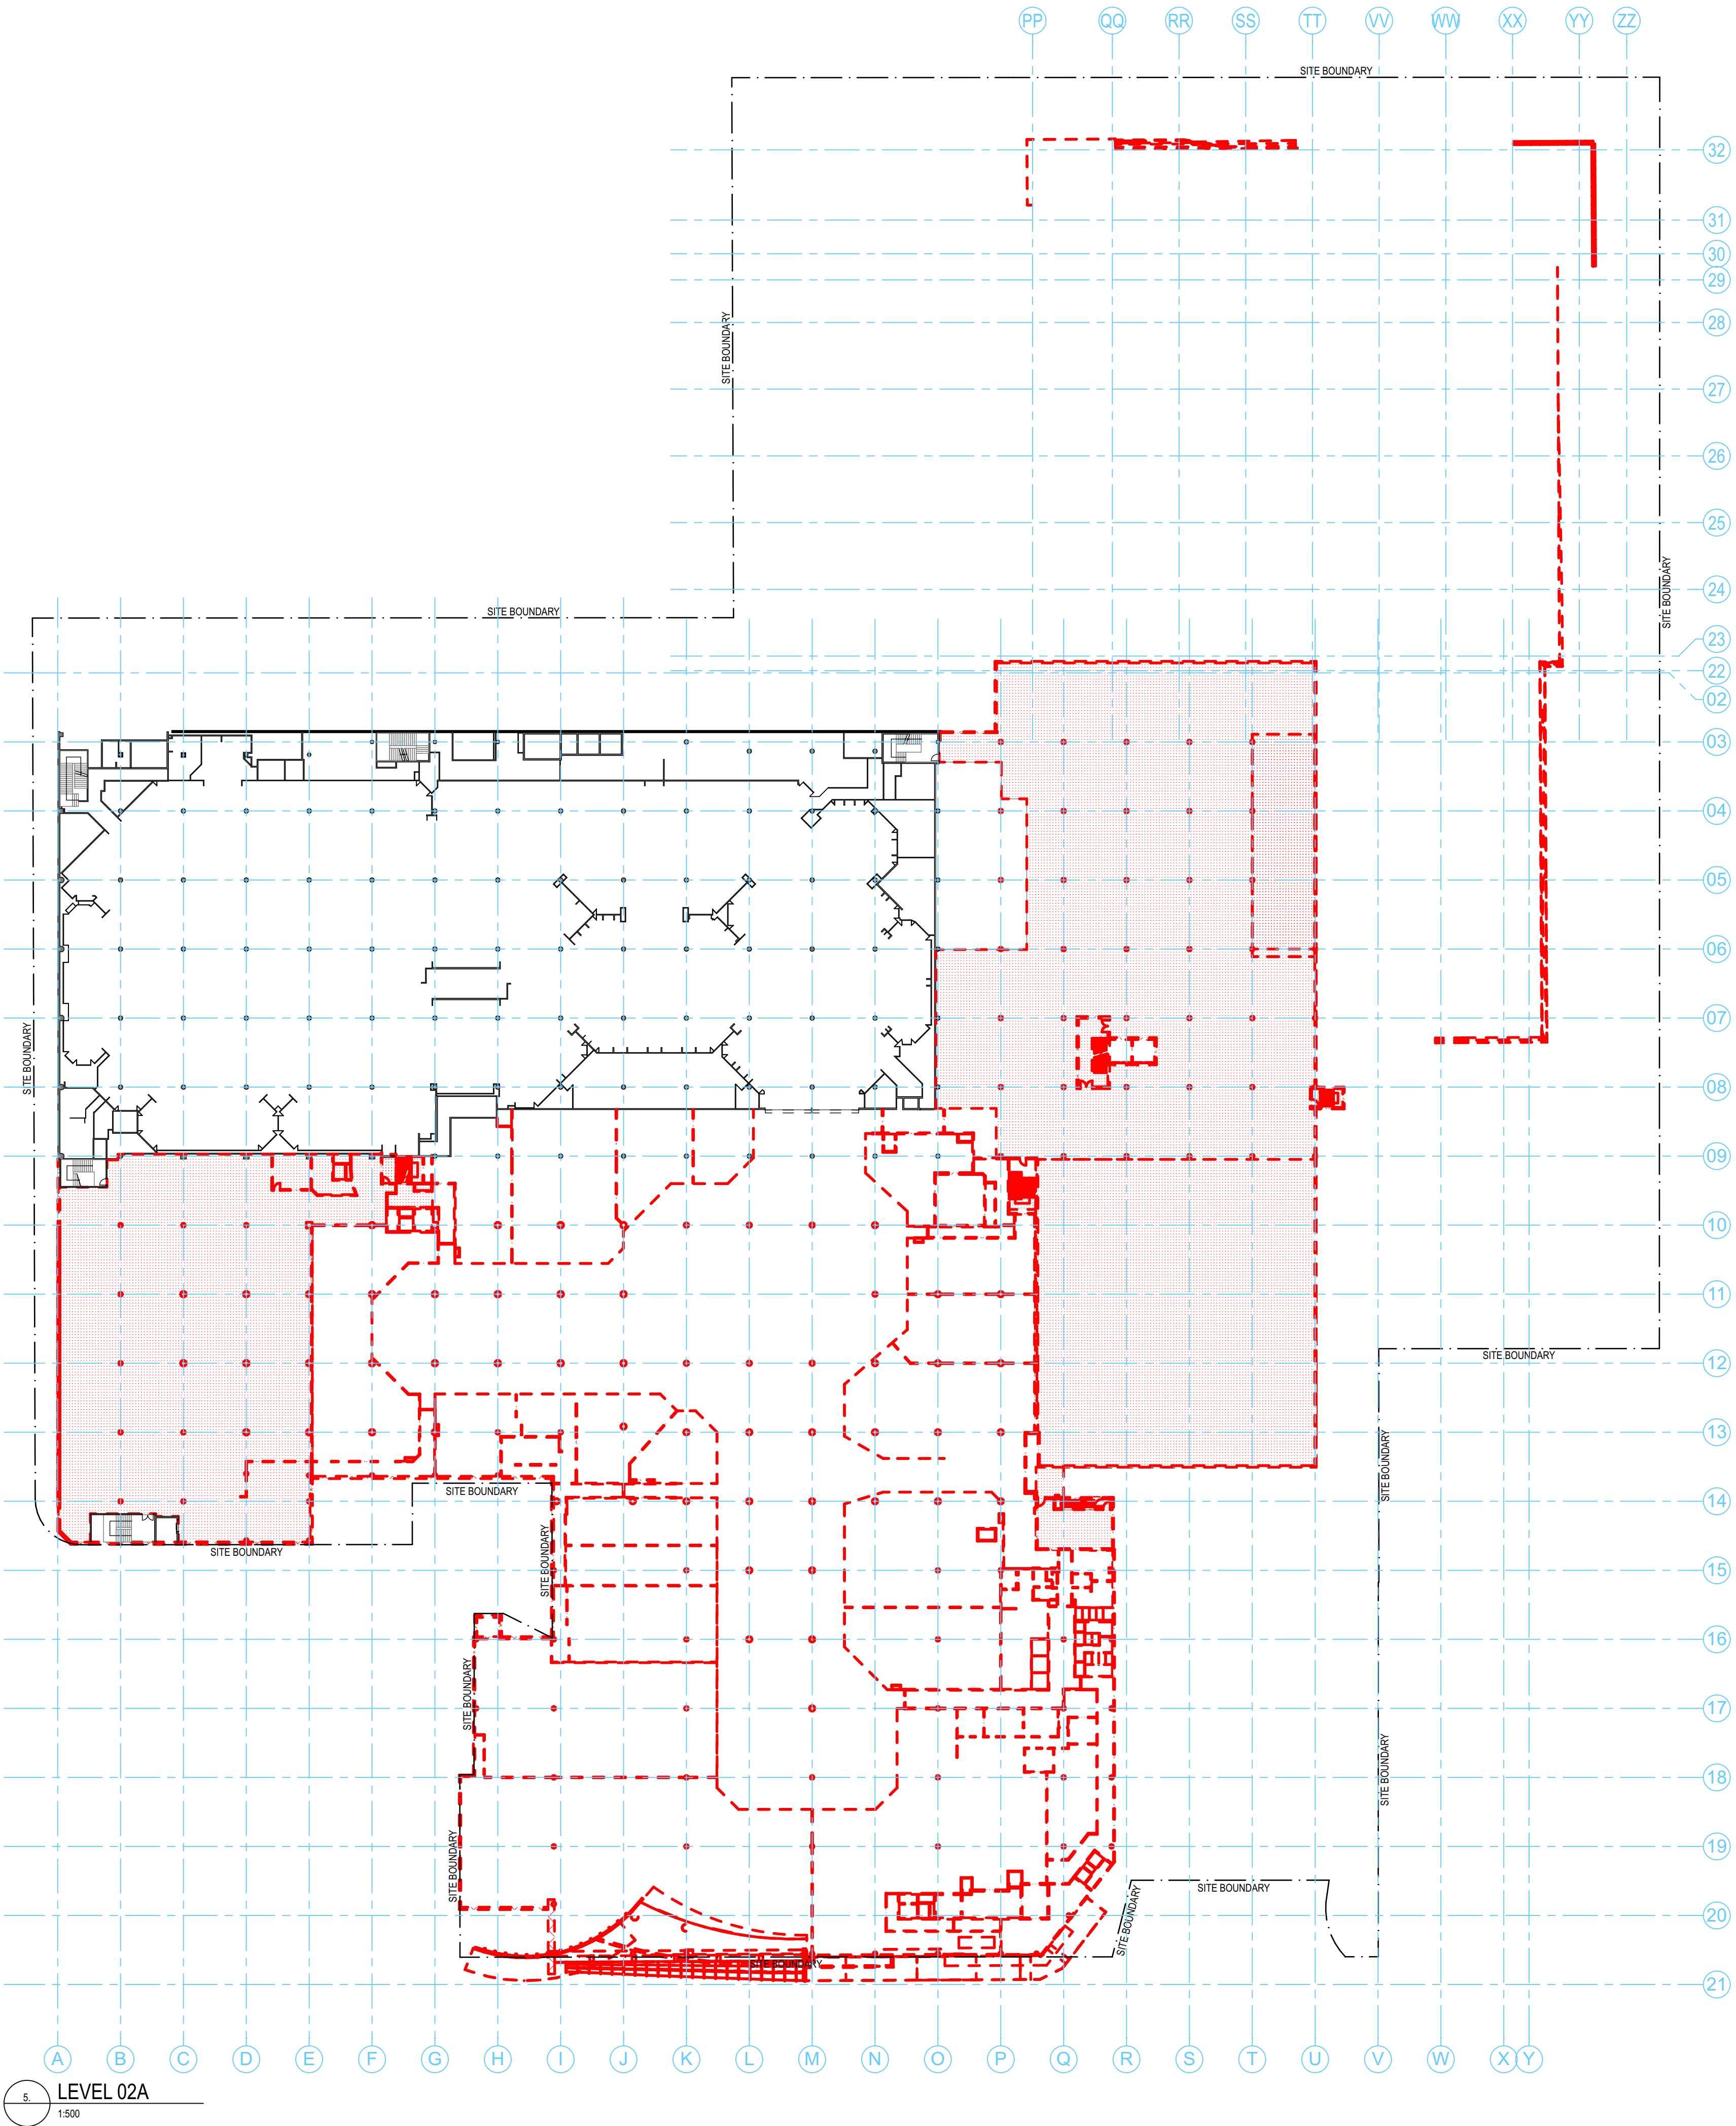 PP QQ RR SS TT VV WW XX YY ZZ
SITE BOUNDARY
32
31
30
29
SITE BOUNDARY
28
27
26
25
SITE BOUNDARY
24
SITE BOUNDARY
23
22
02
03
04
05
06
07
SITE BOUNDARY
08
09
10
11
SITE BOUNDARY
12
13
SITE BOUNDARY
SITE BOUNDARY
14
SITE BOUNDARY
SITE BOUNDARY
15
16
SITE BOUNDARY
17
SITE BOUNDARY
18
SITE BOUNDARY
19
SITE BOUNDARY
SITE BOUNDARY
20
SITE BOUNDARY
21
A B C D E F G H I J K L M N O P Q R S T U V W X Y
5.
LEVEL 02A
1:500